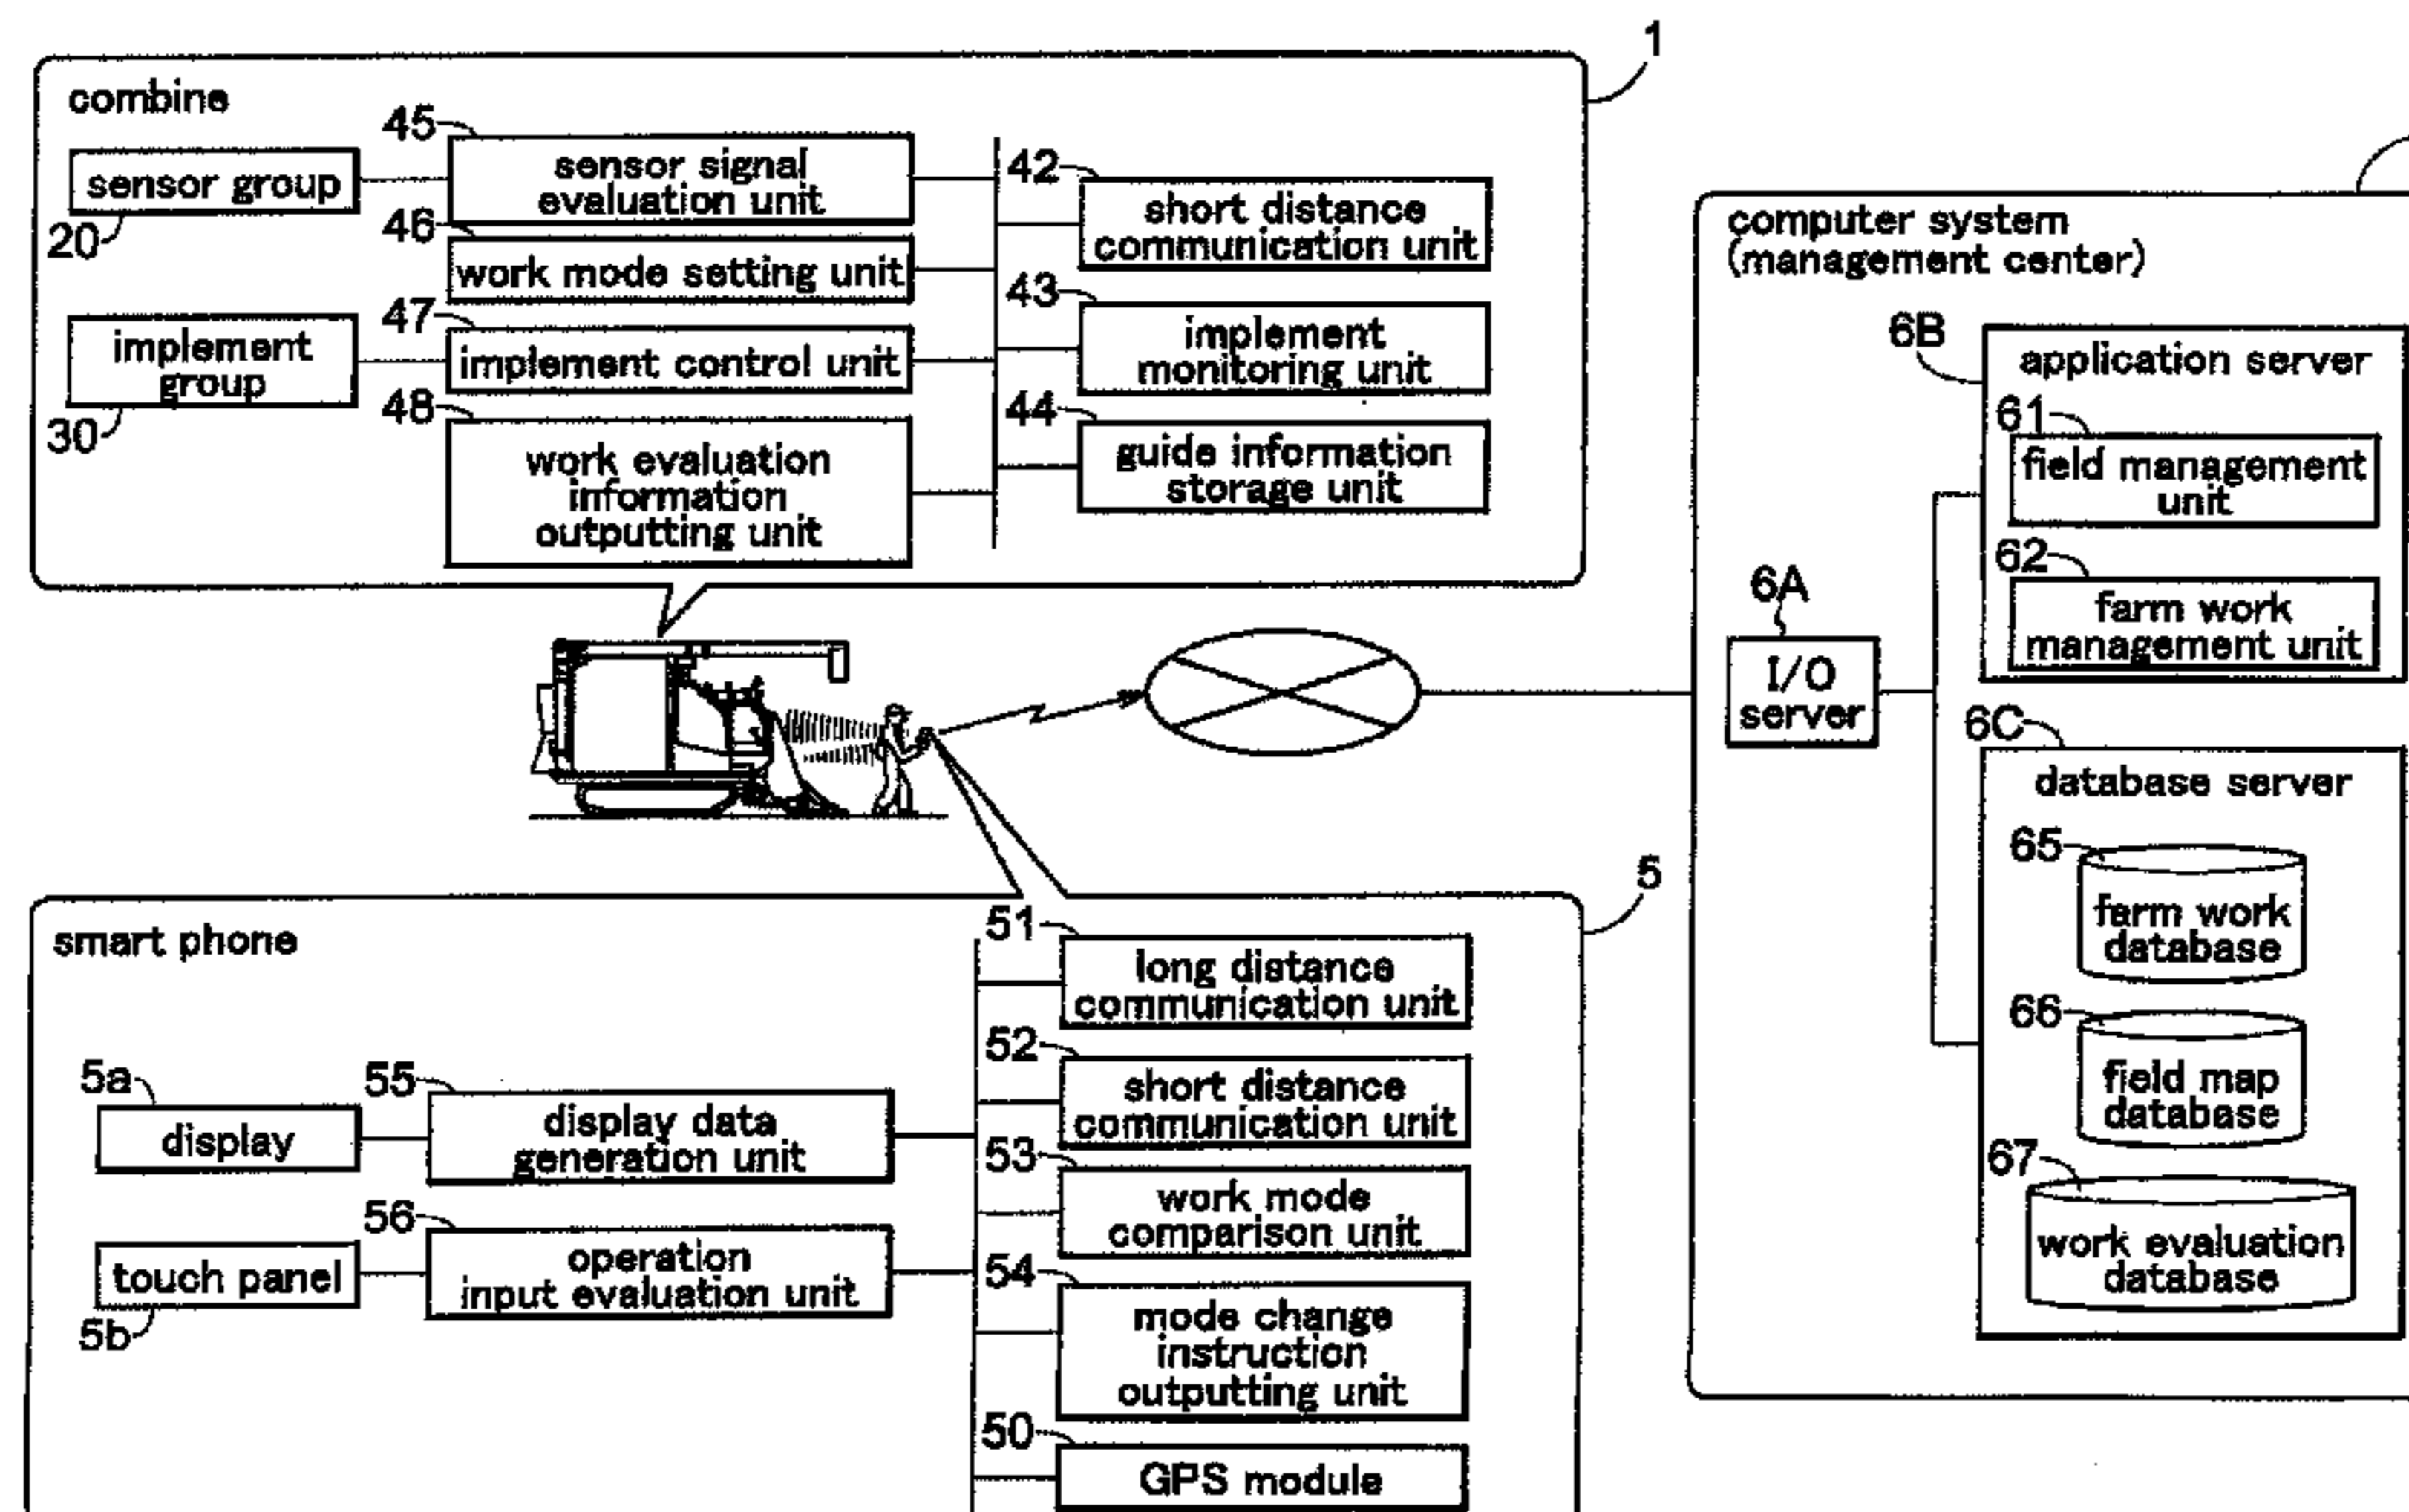 1
combine
45
sensor group
20
sensor signal
evaluation unit
46
work mode setting unit
47
implement
group
30
implement control unit
48
work evaluation
information
outputting unit
42
short distance
communication unit
43
implement
monitoring unit
44
guide information
storage unit
computer system
(management center)
6A
I/O
server
6B
application server
61
field management
unit
62
farm work
management unit
6C
database server
65
farm work
database
66
field map
database
67
work evaluation
database
5
smart phone
5a
display
55
display data
generation unit
touch panel
5b
56
operation
input evaluation unit
51
long distance
communication unit
52
short distance
communication unit
53
work mode
comparison unit
54
mode change
instruction
outputting unit
50
GPS module